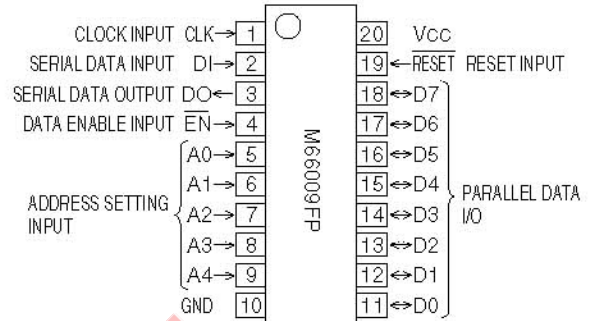 CLOCK INPUT CLK 1 20 Vcc
SERIAL DATA INPUT DI 2 19 RESET RESET INPUT
SERIAL DATA OUTPUT DO 3 18 D7
DATA ENABLE INPUT EN 4 17 D6
A0 5 16 D5
A1 6 15 D4
ADDRESS SETTING INPUT
A2 7 14 D3
PARALLEL DATA I/O
A3 8 13 D2
A4 9 12 D1
GND 10 11 D0
M66009FP